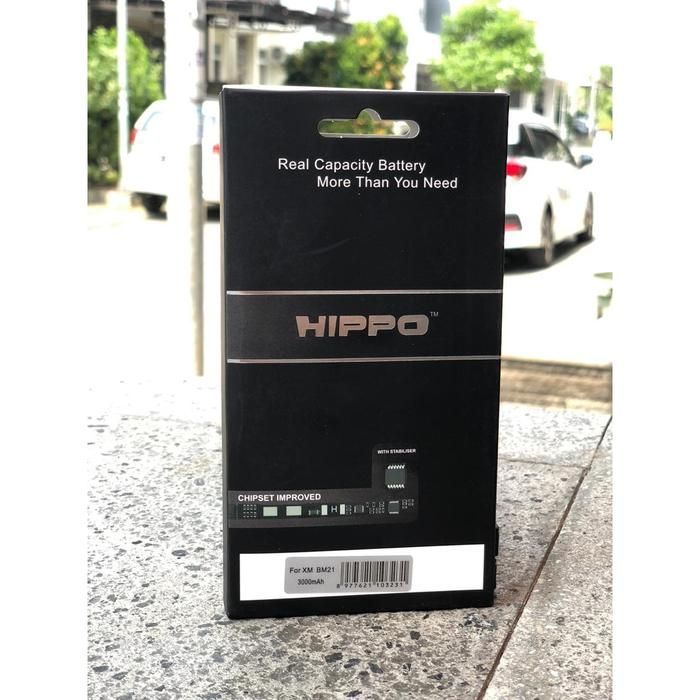 Real Capacity Battery
More Than You Need
HIPPO™
WITH STABILISER
CHIPSET IMPROVED
H
For XM BM21
3000mAh
8 977621 103231